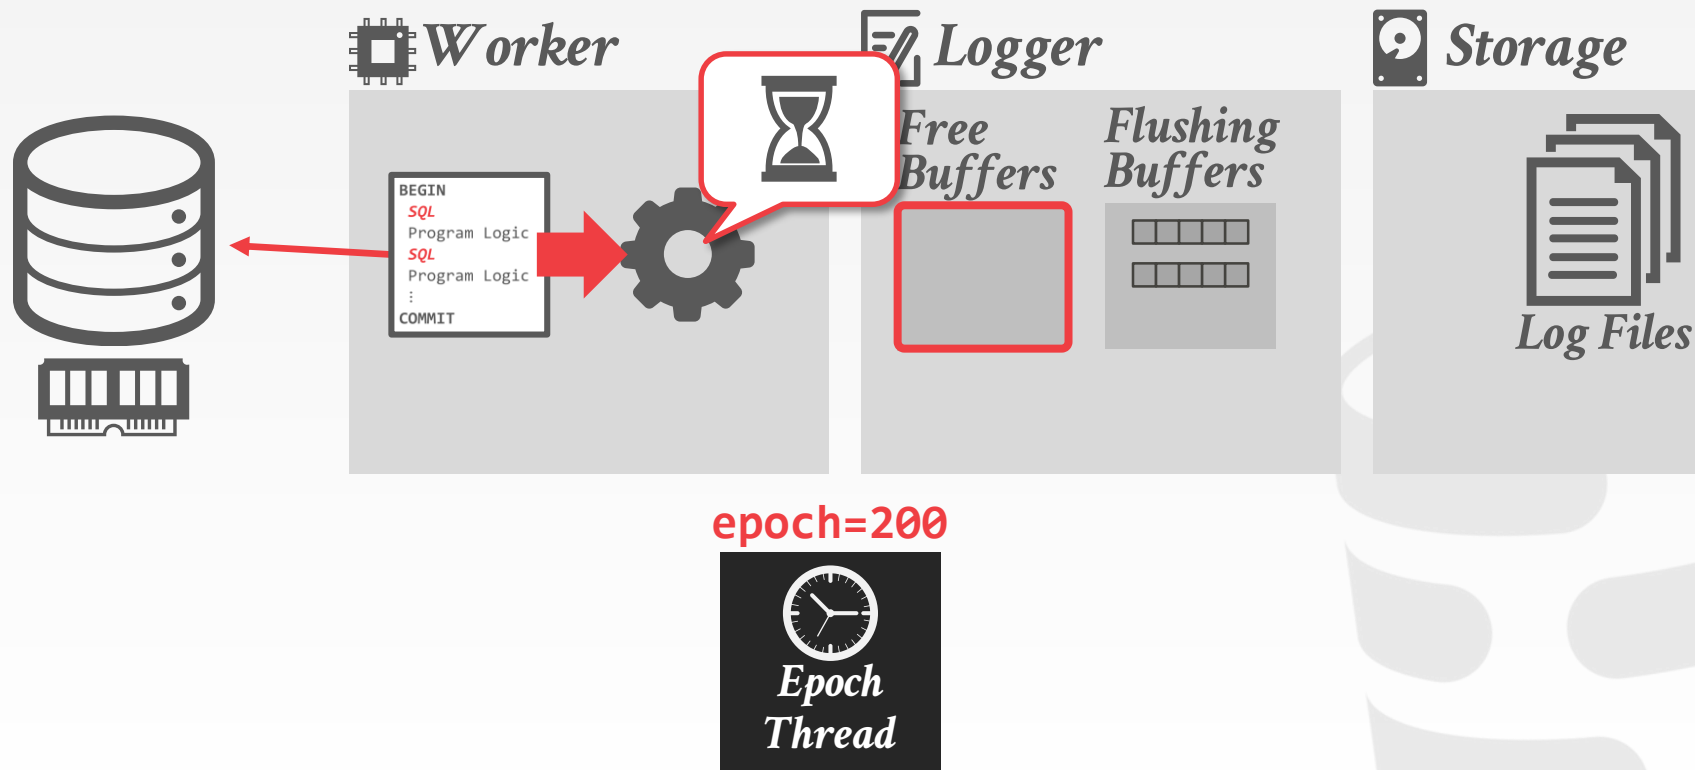 Worker
Logger
Storage
Free
Buffers
Flushing
Buffers
BEGIN
SQL
Program Logic
SQL
Program Logic
⋮
COMMIT
Log Files
epoch=200
Epoch
Thread